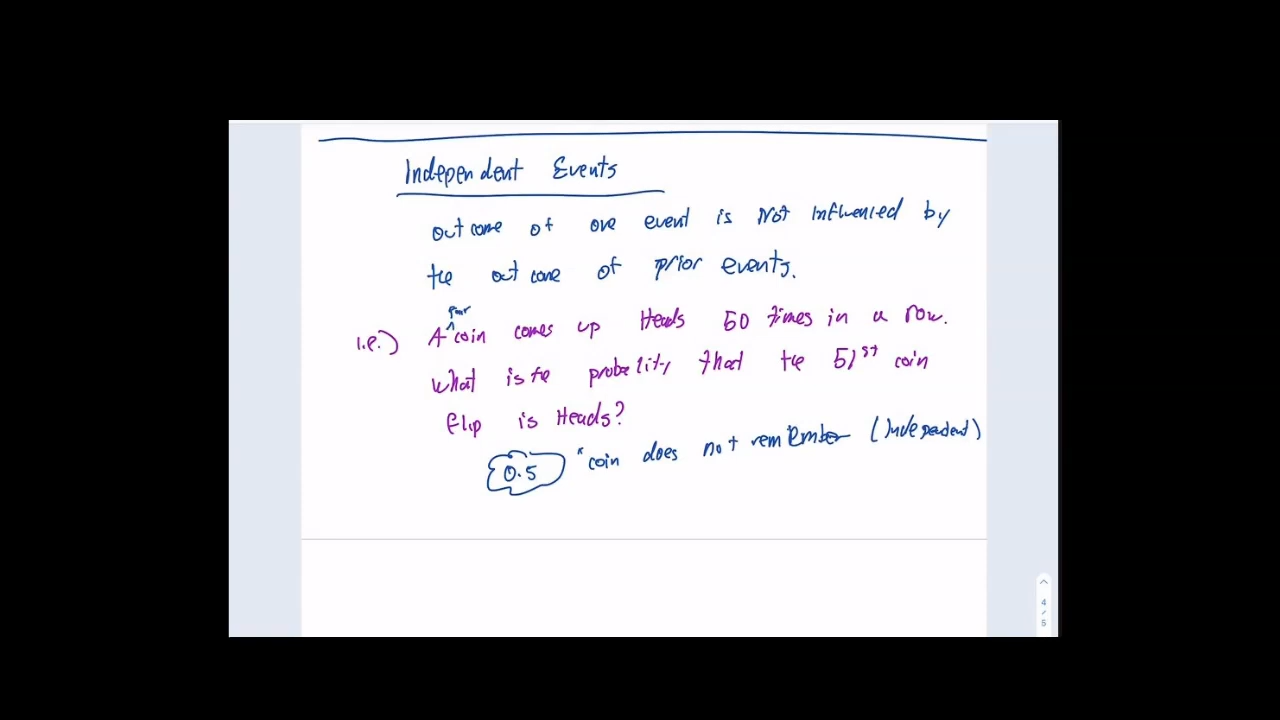 Independent Events
outcome of one event is Not influenced by
the outcome of prior events.
fair
i.e.) A ^ coin comes up Heads 50 times in a row.
What is the probability that the 51st coin
flip is Heads?
0.5 * coin does not remember (independent)
4
/
5